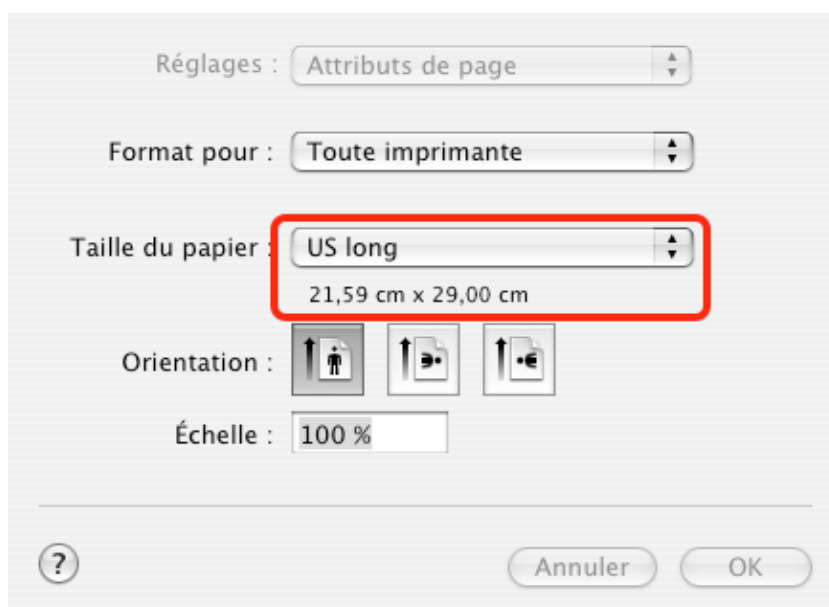 Réglages : Attributs de page
Format pour : Toute imprimante
Taille du papier : US long
21,59 cm x 29,00 cm
Orientation :
Échelle : 100 %
? Annuler OK